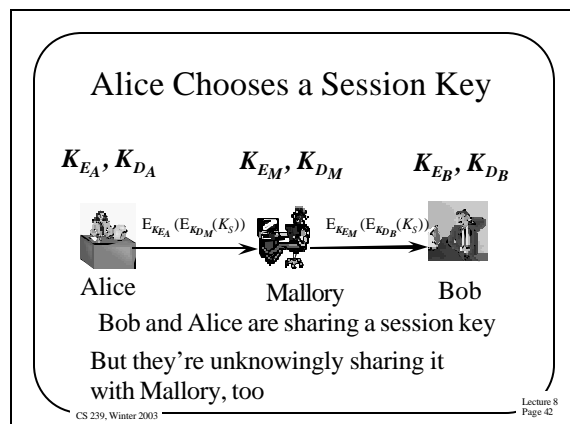 Alice Chooses a Session Key
K_{E_A}, K_{D_A} K_{E_M}, K_{D_M} K_{E_B}, K_{D_B}
E_{K_{E_A}}(E_{K_{D_M}}(K_S)) E_{K_{E_M}}(E_{K_{D_B}}(K_S))
Alice Mallory Bob
Bob and Alice are sharing a session key
But they're unknowingly sharing it
with Mallory, too
CS 239, Winter 2003
Lecture 8
Page 42